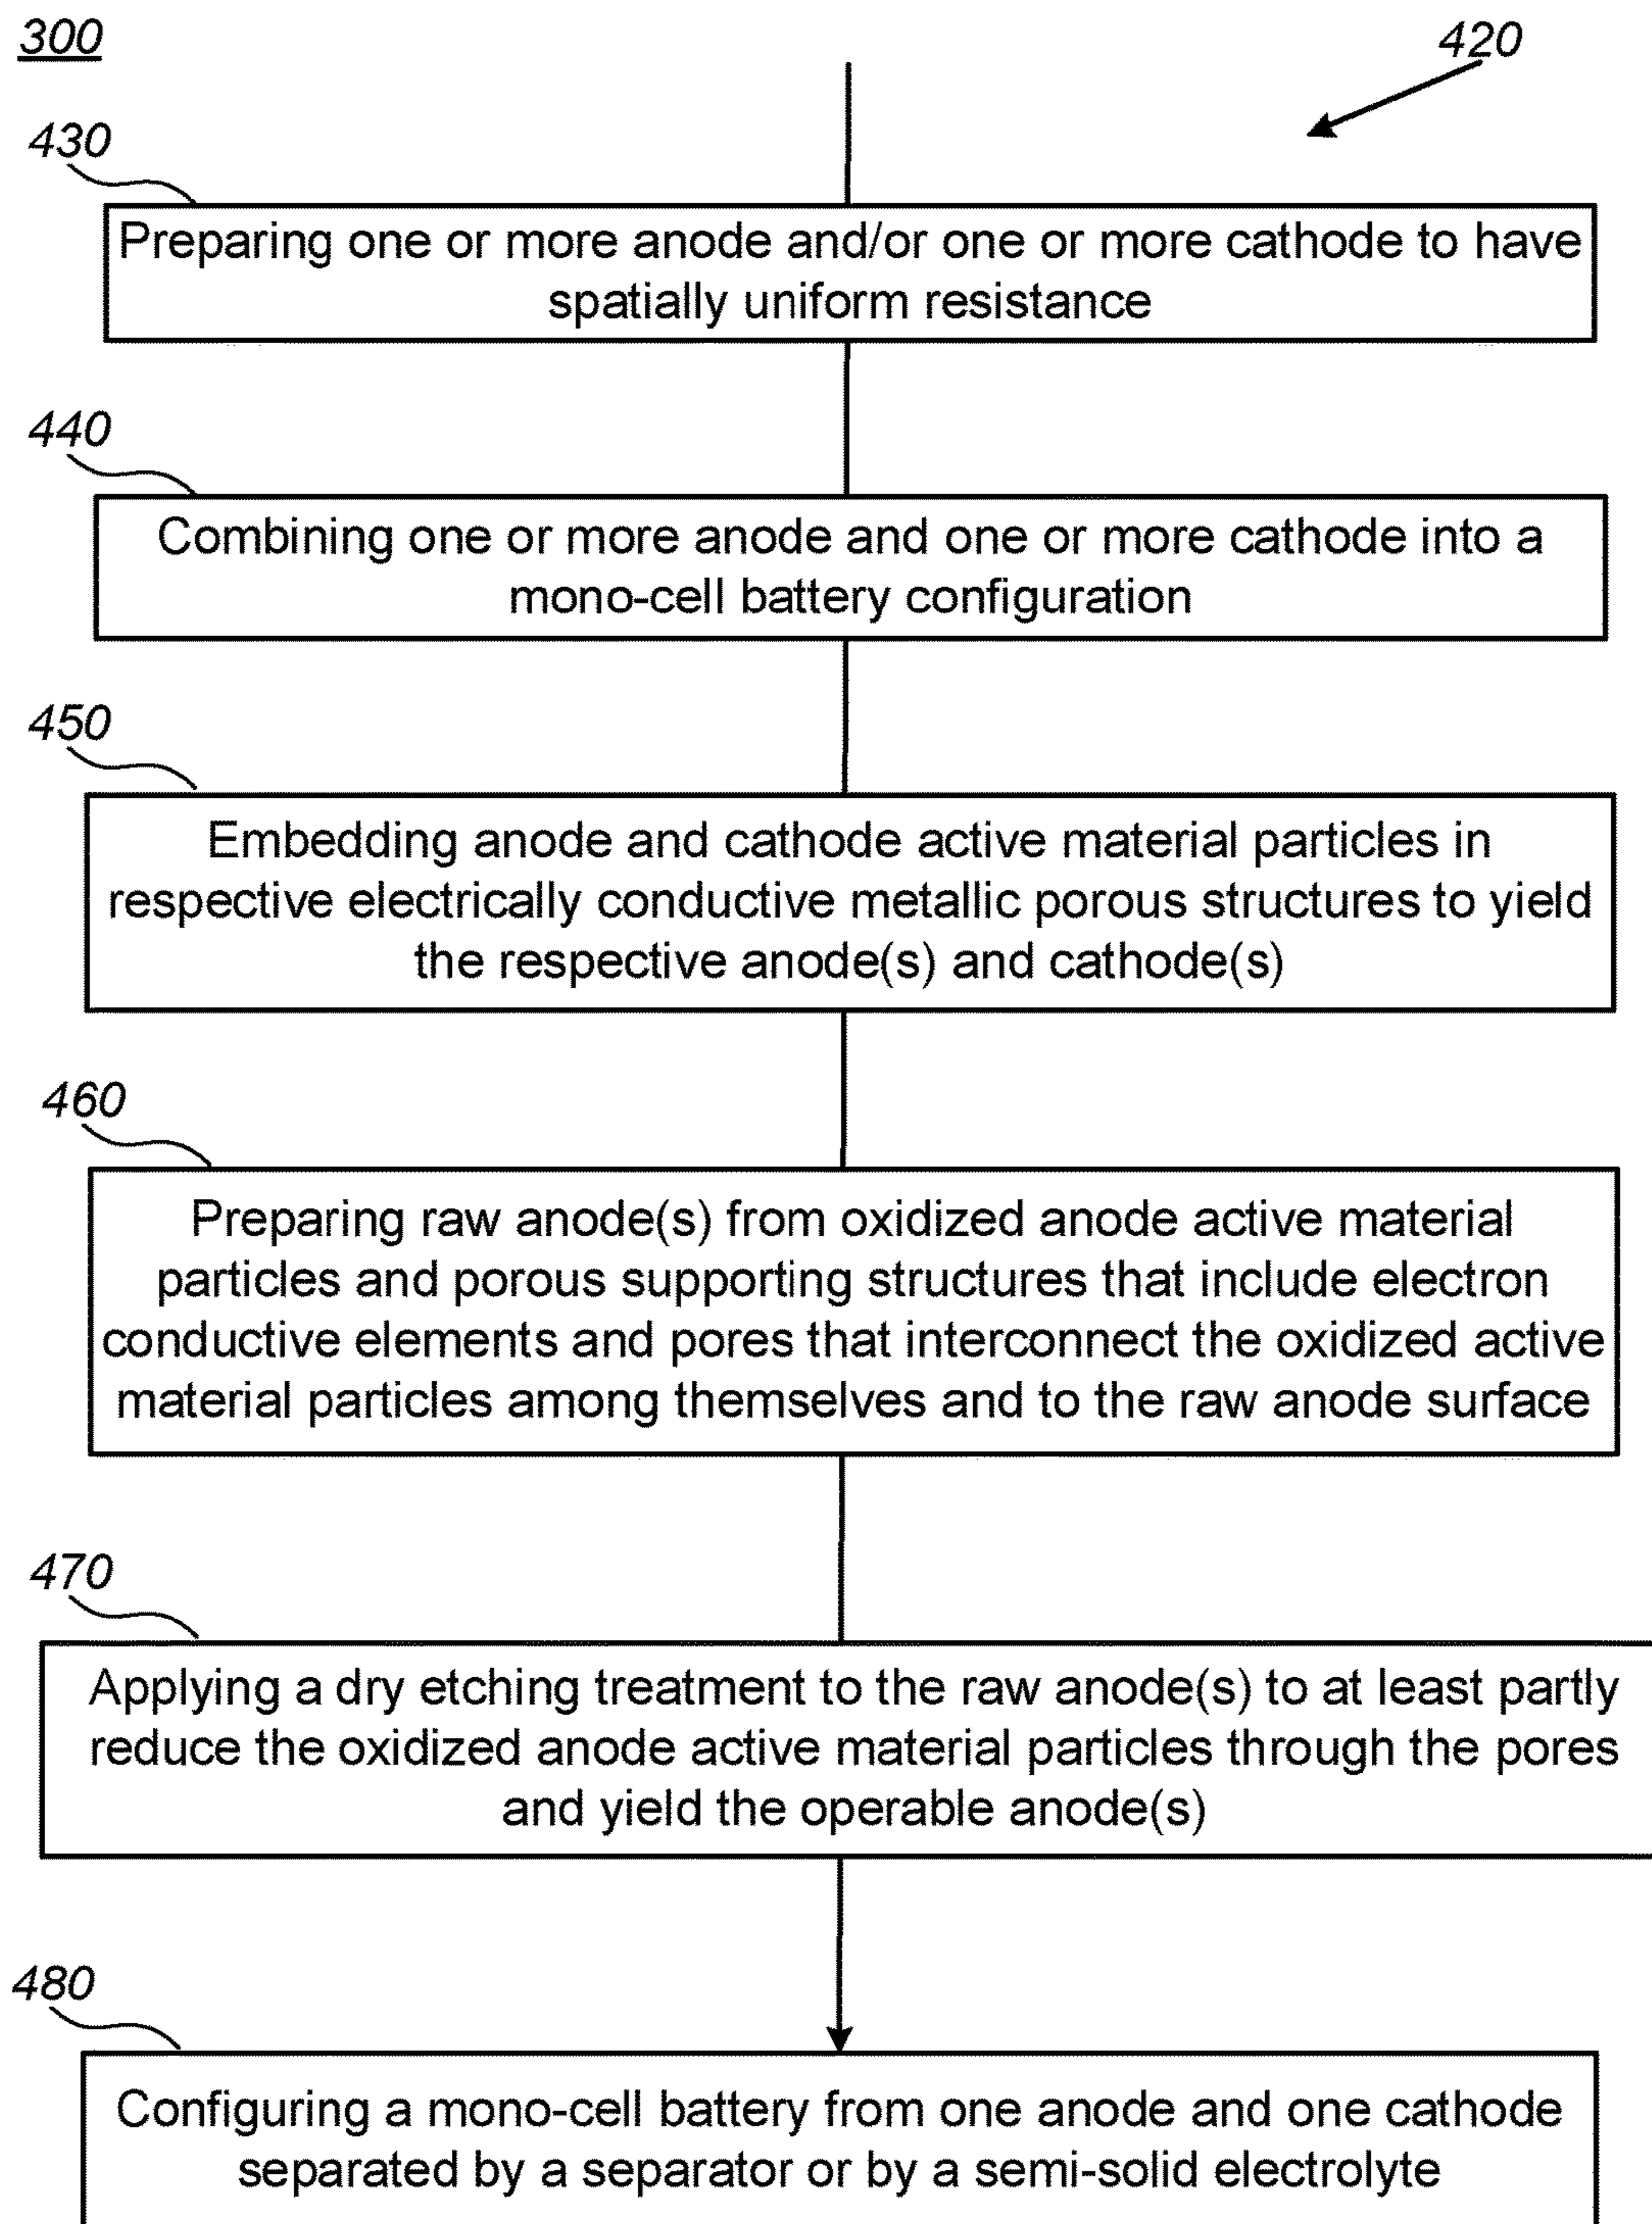 300
420
430
Preparing one or more anode and/or one or more cathode to have
spatially uniform resistance
440
Combining one or more anode and one or more cathode into a
mono-cell battery configuration
450
Embedding anode and cathode active material particles in
respective electrically conductive metallic porous structures to yield
the respective anode(s) and cathode(s)
460
Preparing raw anode(s) from oxidized anode active material
particles and porous supporting structures that include electron
conductive elements and pores that interconnect the oxidized active
material particles among themselves and to the raw anode surface
470
Applying a dry etching treatment to the raw anode(s) to at least partly
reduce the oxidized anode active material particles through the pores
and yield the operable anode(s)
480
Configuring a mono-cell battery from one anode and one cathode
separated by a separator or by a semi-solid electrolyte